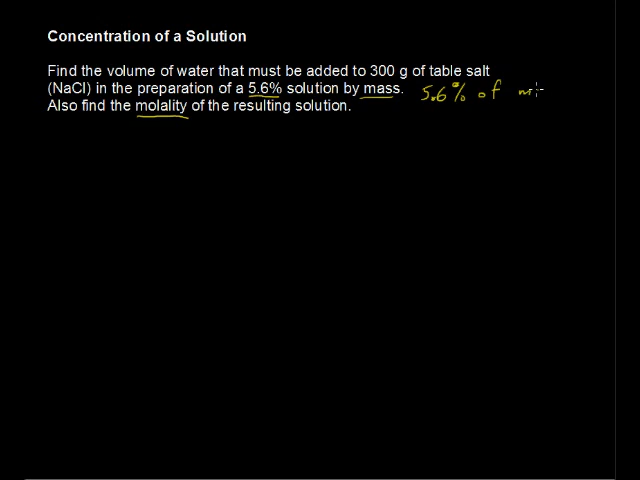 Concentration of a Solution
Find the volume of water that must be added to 300 g of table salt
(NaCl) in the preparation of a 5.6% solution by mass. 5.6% of
Also find the molality of the resulting solution.